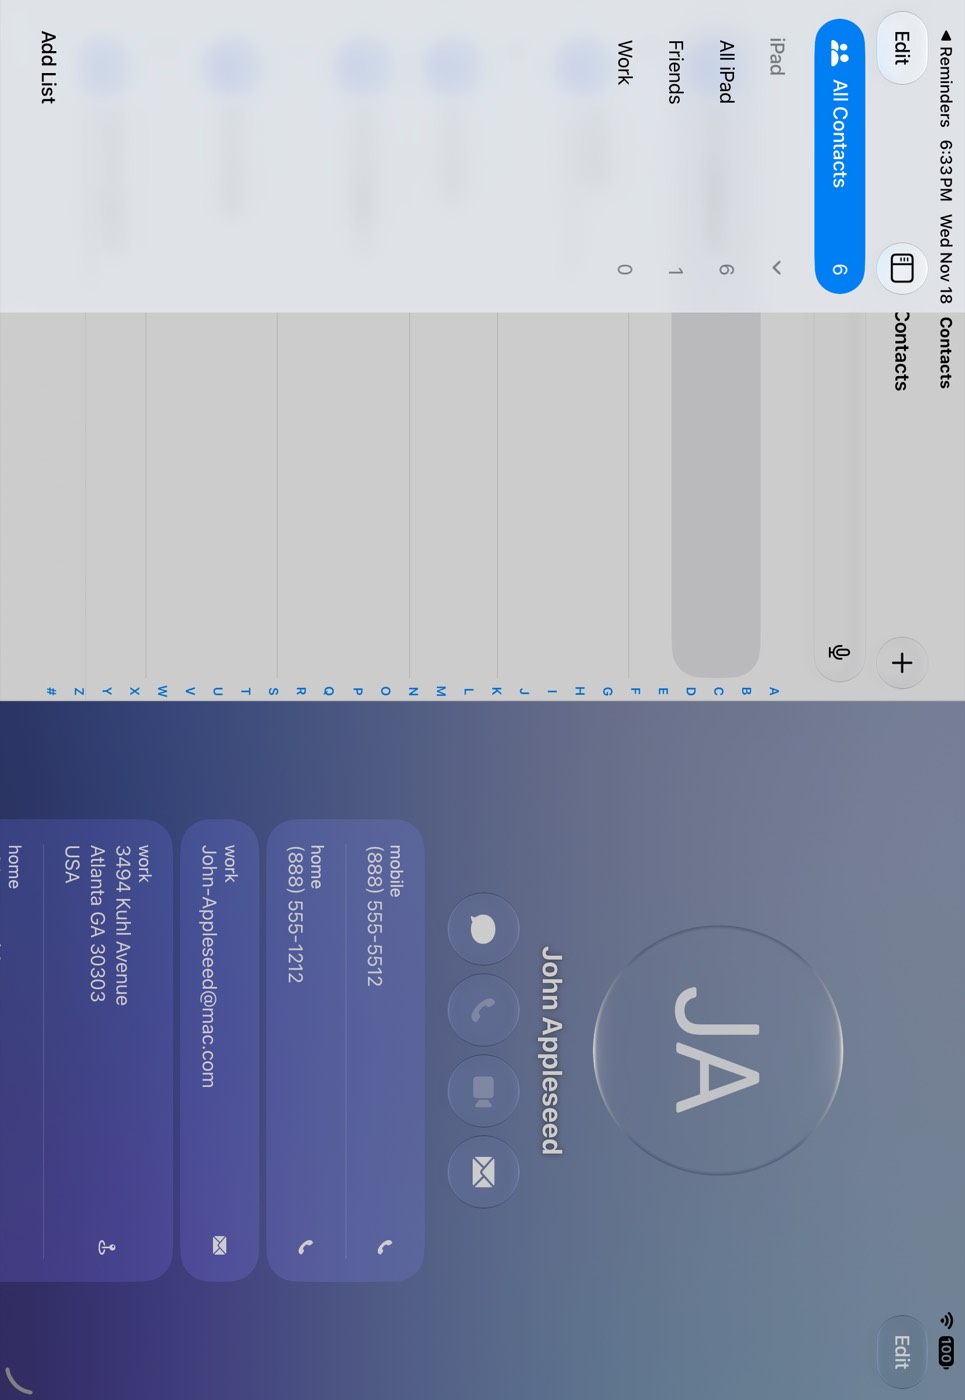 Reminders 6:33 PM Wed Nov 18 Contacts
100
Edit
Contacts
Edit
All Contacts 6
iPad
All iPad 6
Friends 1
Work 0
Add List
A
B
C
D
E
F
G
H
I
J
K
L
M
N
O
P
Q
R
S
T
U
V
W
X
Y
Z
#
JA
John Appleseed
mobile
(888) 555-5512
home
(888) 555-1212
work
John-Appleseed@mac.com
work
3494 Kuhl Avenue
Atlanta GA 30303
USA
home